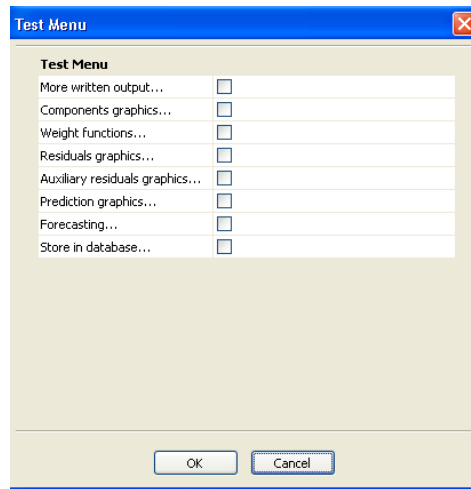 Test Menu
Test Menu
More written output...
Components graphics...
Weight functions...
Residuals graphics...
Auxiliary residuals graphics...
Prediction graphics...
Forecasting...
Store in database...
OK Cancel